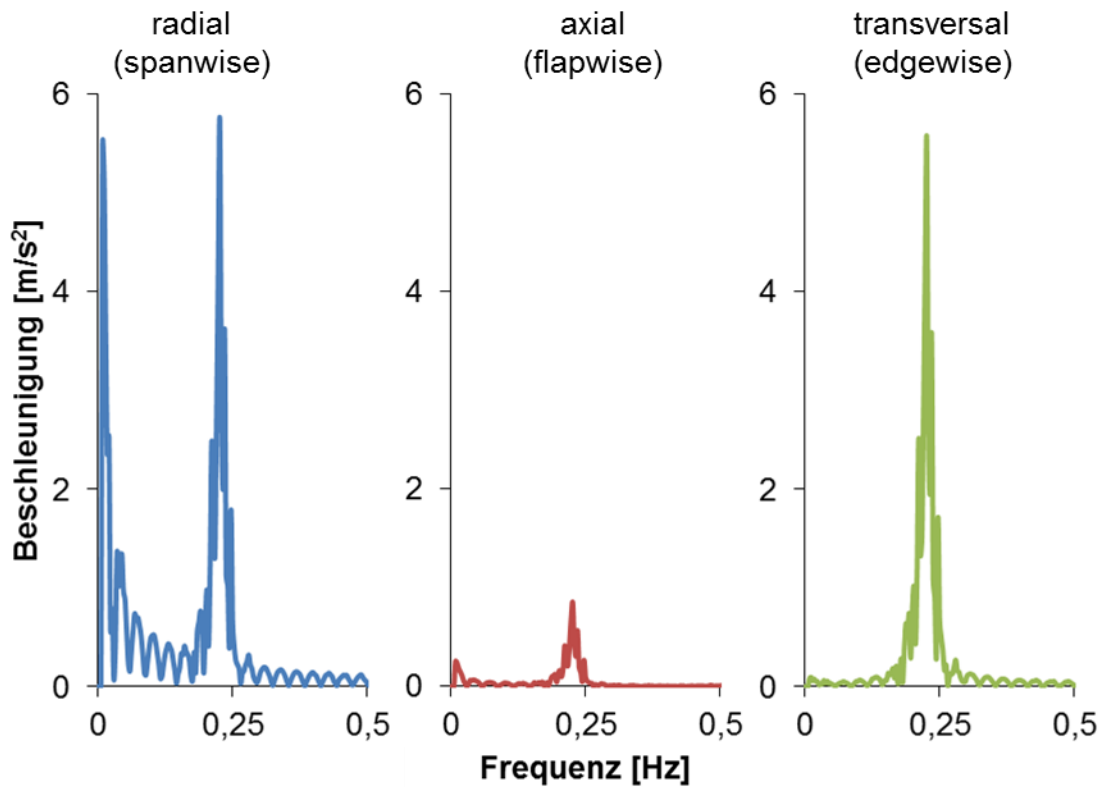 radial
(spanwise)
axial
(flapwise)
transversal
(edgewise)
Beschleunigung [m/s²]
6
4
2
0
0
0,25
0,5
6
4
2
0
0
0,25
0,5
6
4
2
0
0
0,25
0,5
Frequenz [Hz]